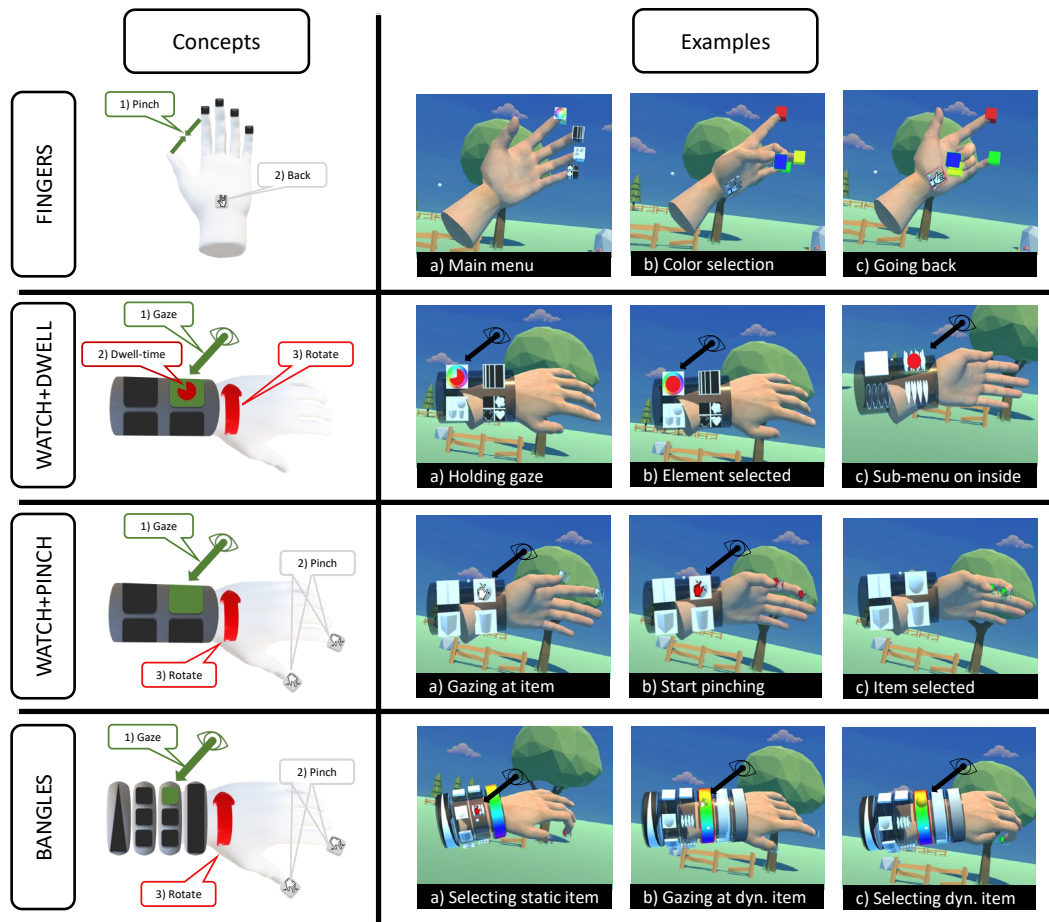 Concepts
Examples
FINGERS
1) Pinch
2) Back
a) Main menu
b) Color selection
c) Going back
WATCH+DWELL
1) Gaze
2) Dwell-time
3) Rotate
a) Holding gaze
b) Element selected
c) Sub-menu on inside
WATCH+PINCH
1) Gaze
2) Pinch
3) Rotate
a) Gazing at item
b) Start pinching
c) Item selected
BANGLES
1) Gaze
2) Pinch
3) Rotate
a) Selecting static item
b) Gazing at dyn. item
c) Selecting dyn. item